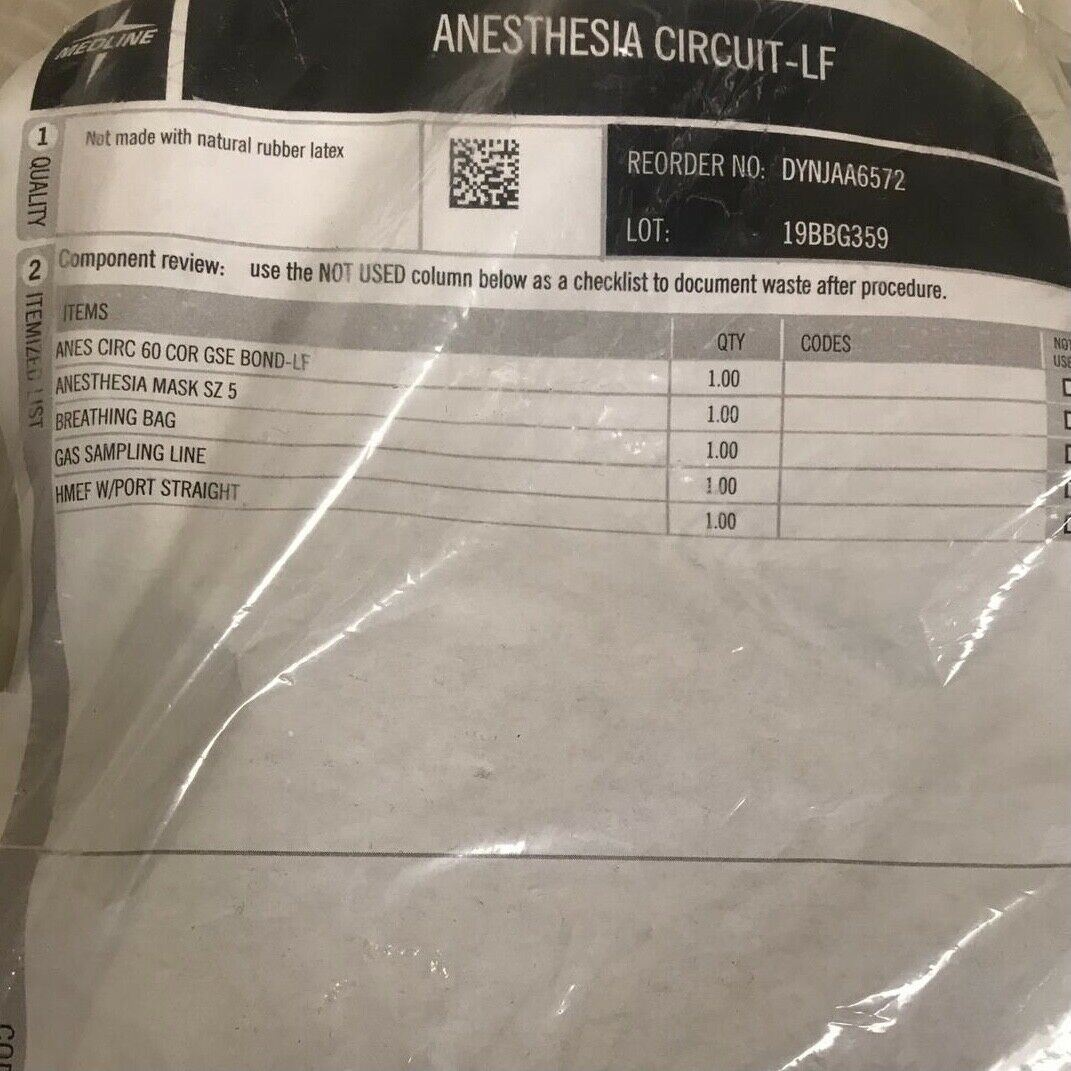 MEDLINE
ANESTHESIA CIRCUIT-LF
1 QUALITY
Not made with natural rubber latex
REORDER NO: DYNJAA6572
LOT: 19BBG359
2 ITEMIZED LIST
Component review: use the NOT USED column below as a checklist to document waste after procedure.
ITEMS QTY CODES
ANES CIRC 60 COR GSE BOND-LF 1.00
ANESTHESIA MASK SZ 5 1.00
BREATHING BAG 1.00
GAS SAMPLING LINE 1.00
HMEF W/PORT STRAIGHT 1.00